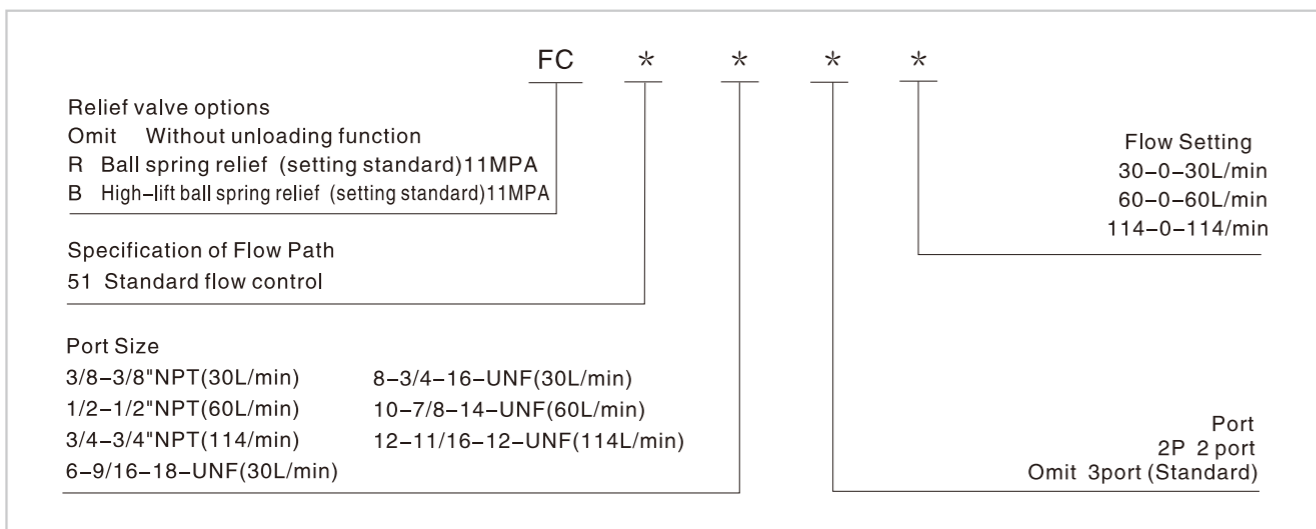 FC * * * *
Relief valve options
Omit Without unloading function
R Ball spring relief (setting standard)11MPA
B High-lift ball spring relief (setting standard)11MPA
Specification of Flow Path
51 Standard flow control
Port Size
3/8-3/8"NPT(30L/min) 8-3/4-16-UNF(30L/min)
1/2-1/2"NPT(60L/min) 10-7/8-14-UNF(60L/min)
3/4-3/4"NPT(114/min) 12-11/16-12-UNF(114L/min)
6-9/16-18-UNF(30L/min)
Flow Setting
30-0-30L/min
60-0-60L/min
114-0-114/min
Port
2P 2 port
Omit 3port (Standard)